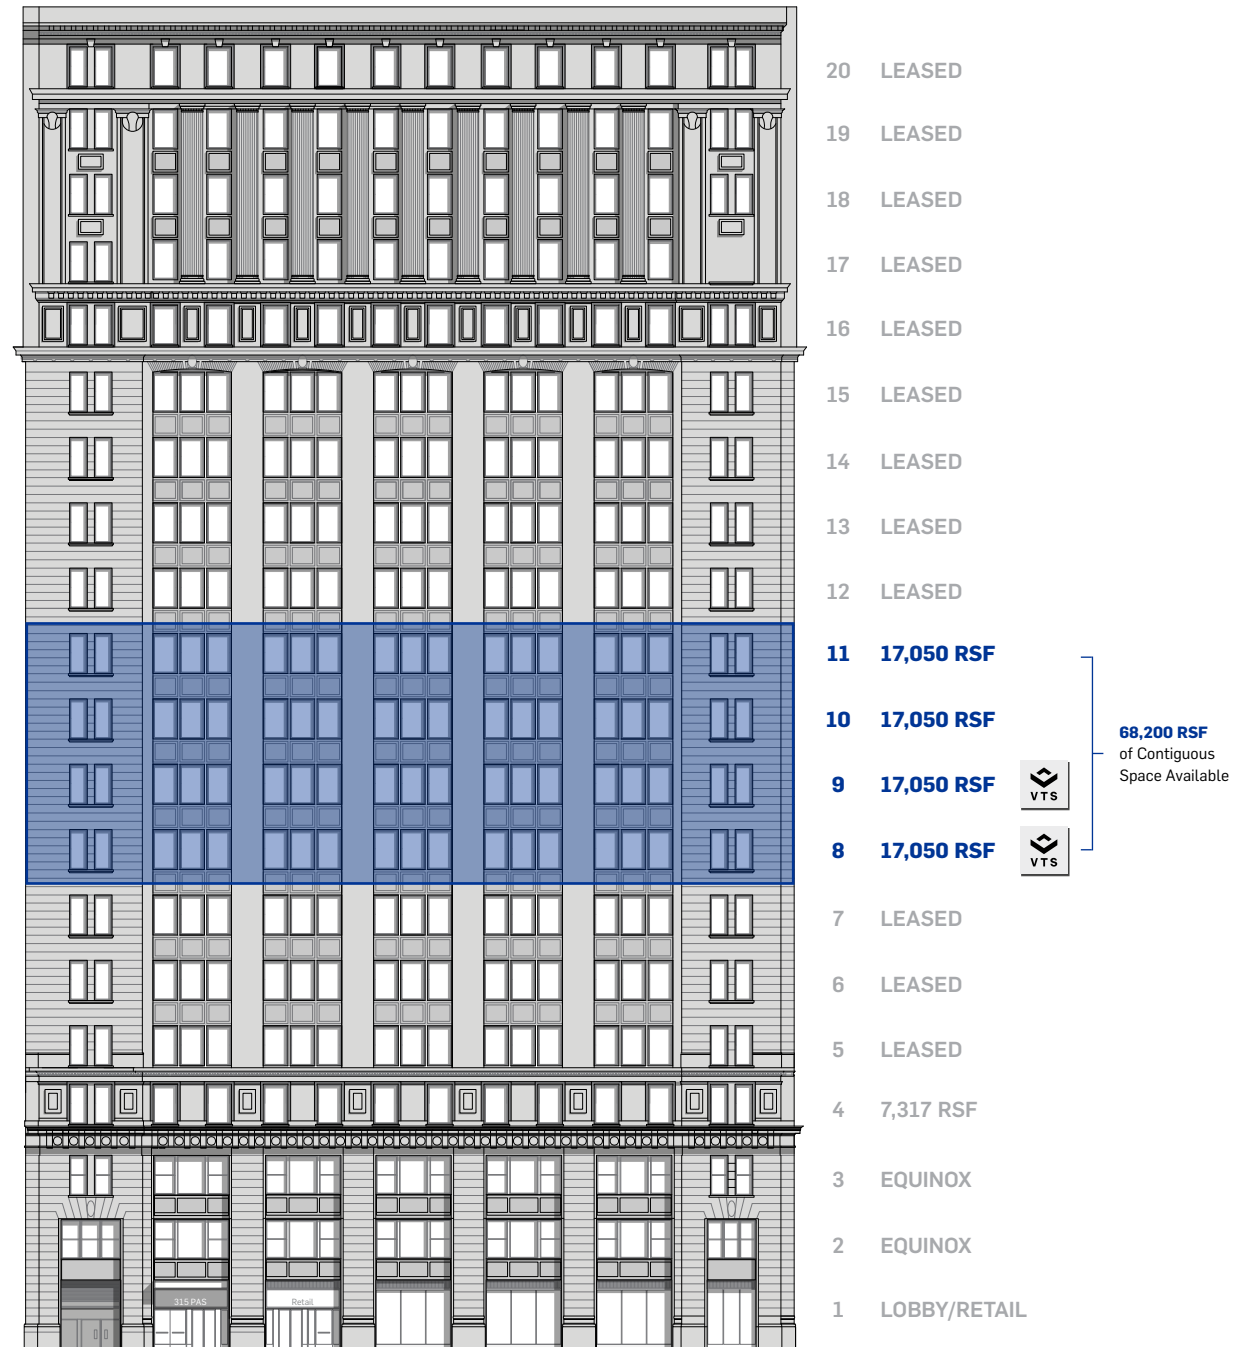 20 LEASED
19 LEASED
18 LEASED
17 LEASED
16 LEASED
15 LEASED
14 LEASED
13 LEASED
12 LEASED
11 17,050 RSF
10 17,050 RSF
68,200 RSF
of Contiguous
Space Available
9 17,050 RSF VTS
8 17,050 RSF VTS
7 LEASED
6 LEASED
5 LEASED
4 7,317 RSF
3 EQUINOX
2 EQUINOX
315 PAS Retail
1 LOBBY/RETAIL